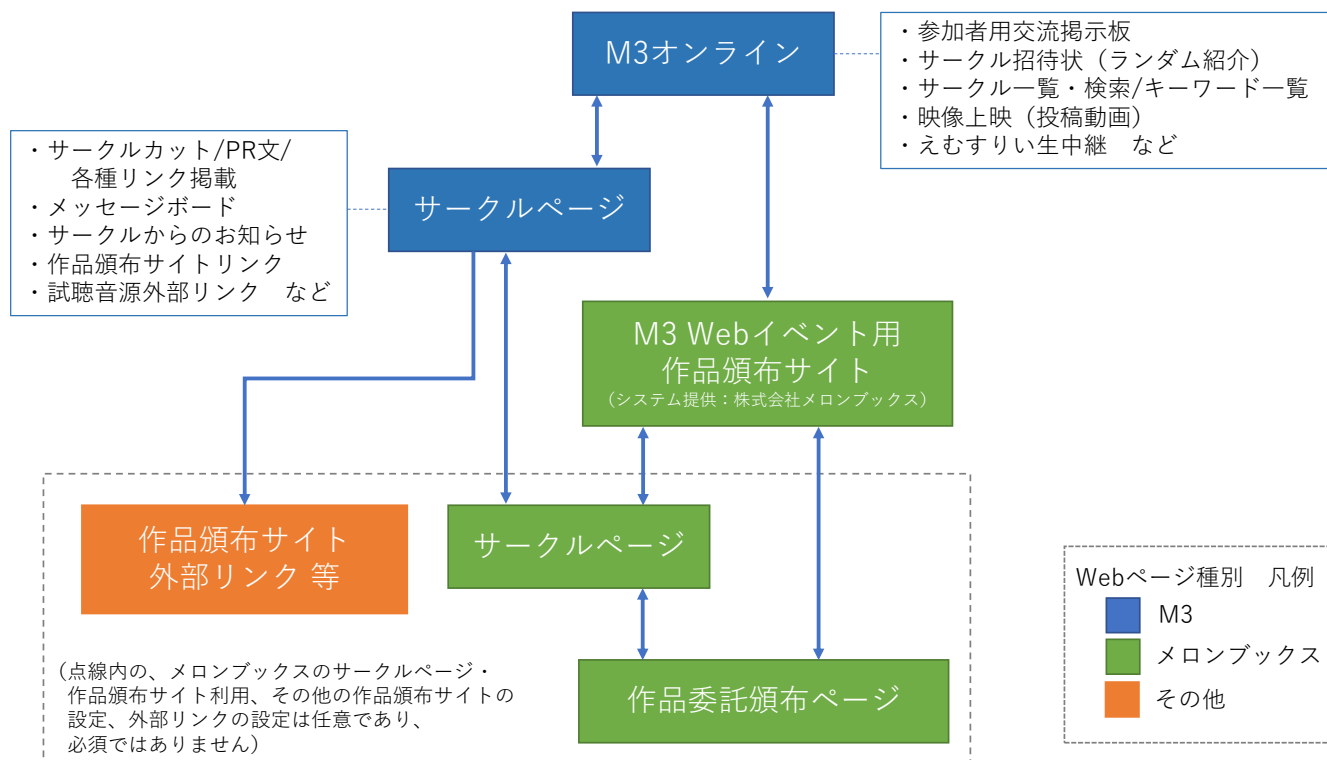 M3オンライン
・参加者用交流掲示板
・サークル招待状（ランダム紹介）
・サークル一覧・検索/キーワード一覧
・映像上映（投稿動画）
・えむすりい生中継　など
・サークルカット/PR文/
各種リンク掲載
・メッセージボード
・サークルからのお知らせ
・作品頒布サイトリンク
・試聴音源外部リンク　など
サークルページ
M3 Webイベント用
作品頒布サイト
（システム提供：株式会社メロンブックス）
作品頒布サイト
外部リンク 等
サークルページ
作品委託頒布ページ
（点線内の、メロンブックスのサークルページ・
作品頒布サイト利用、その他の作品頒布サイトの
設定、外部リンクの設定は任意であり、
必須ではありません）
Webページ種別　凡例
M3
メロンブックス
その他